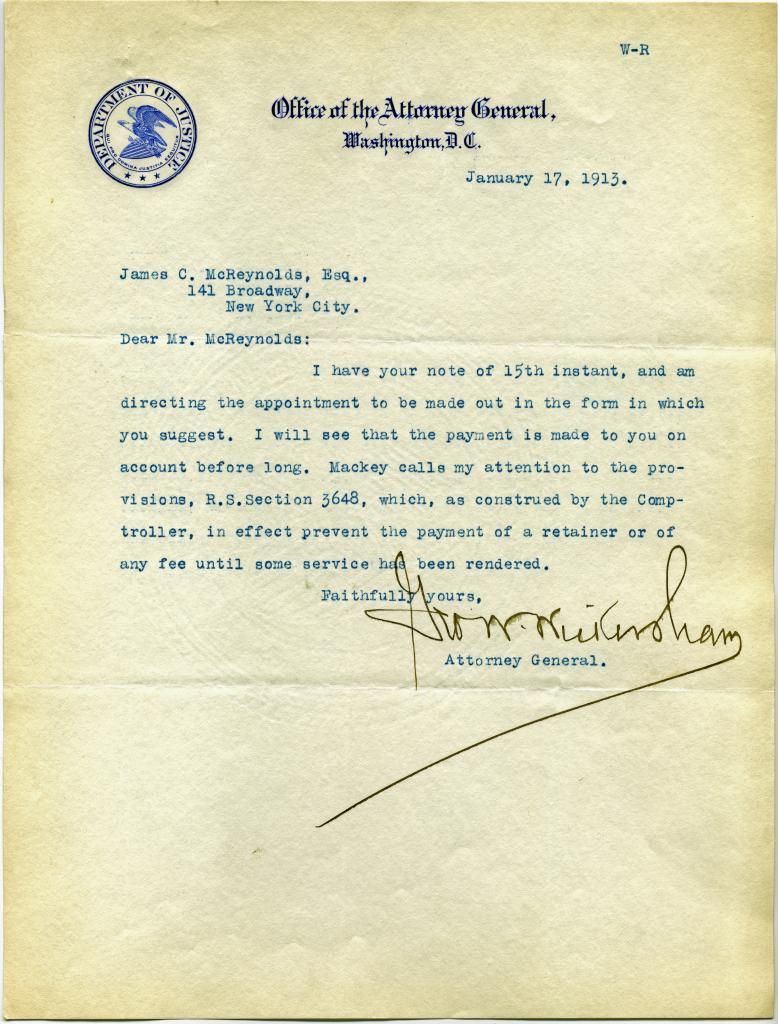 W-R
DEPARTMENT OF JUSTICE
QUI PRO DOMINA JUSTITIA SEQUITUR
Office of the Attorney General,
Washington, D.C.
January 17, 1913.
James C. McReynolds, Esq.,
141 Broadway,
New York City.
Dear Mr. McReynolds:
I have your note of 15th instant, and am
directing the appointment to be made out in the form in which
you suggest. I will see that the payment is made to you on
account before long. Mackey calls my attention to the pro-
visions, R.S.Section 3648, which, as construed by the Comp-
troller, in effect prevent the payment of a retainer or of
any fee until some service has been rendered.
Faithfully yours,
Geo W. Wickersham
Attorney General.